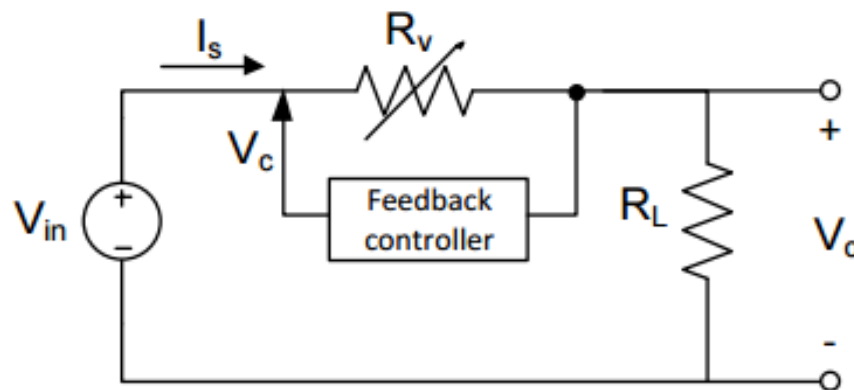 Is
Rv
Vc
Feedback
controller
+
−
Vin
RL
+
Vo
-